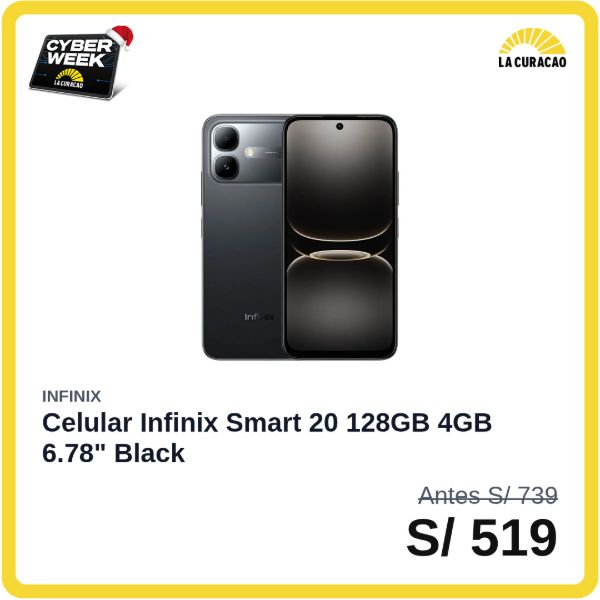 CYBER
WEEK
LA CURACAO
LA CURACAO
Infinix
INFINIX
Celular Infinix Smart 20 128GB 4GB
6.78" Black
Antes S/ 739
S/ 519